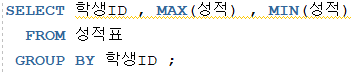 SELECT 학생ID , MAX(성적) , MIN(성적)
FROM 성적표
GROUP BY 학생ID ;